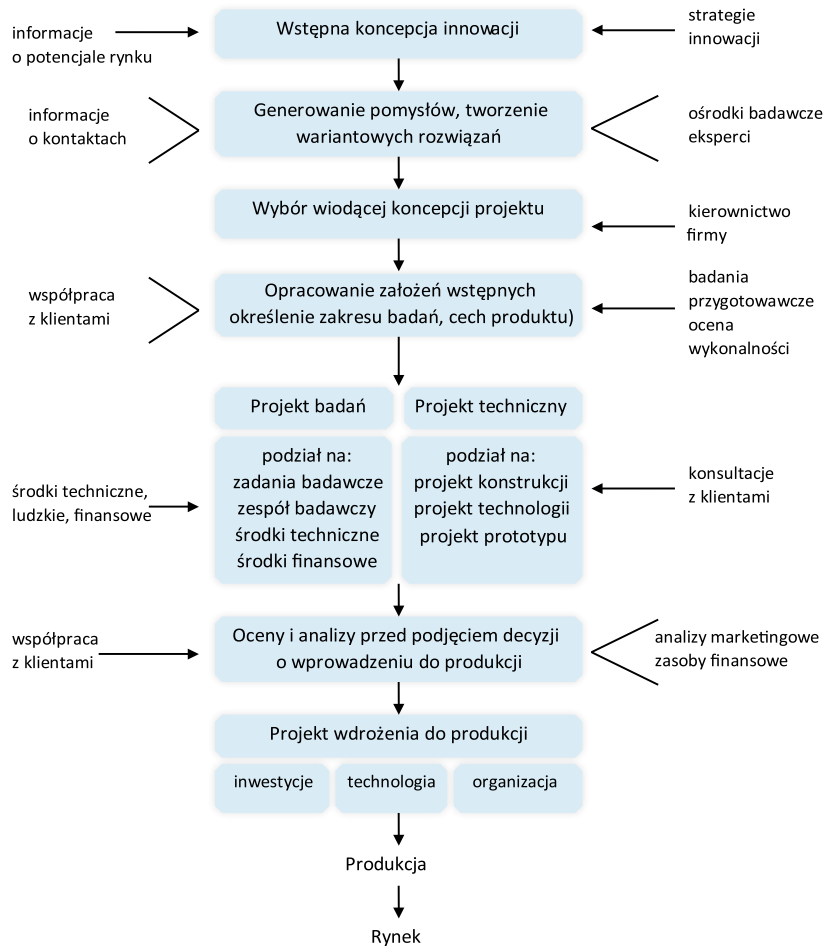 informacje
o potencjale rynku
Wstępna koncepcja innowacji
strategie
innowacji
informacje
o kontaktach
Generowanie pomysłów, tworzenie
wariantowych rozwiązań
ośrodki badawcze
eksperci
Wybór wiodącej koncepcji projektu
kierownictwo
firmy
współpraca
z klientami
Opracowanie założeń wstępnych
określenie zakresu badań, cech produktu)
badania
przygotowawcze
ocena
wykonalności
Projekt badań
Projekt techniczny
środki techniczne,
ludzkie, finansowe
podział na:
zadania badawcze
zespół badawczy
środki techniczne
środki finansowe
podział na:
projekt konstrukcji
projekt technologii
projekt prototypu
konsultacje
z klientami
współpraca
z klientami
Oceny i analizy przed podjęciem decyzji
o wprowadzeniu do produkcji
analizy marketingowe
zasoby finansowe
Projekt wdrożenia do produkcji
inwestycje
technologia
organizacja
Produkcja
Rynek